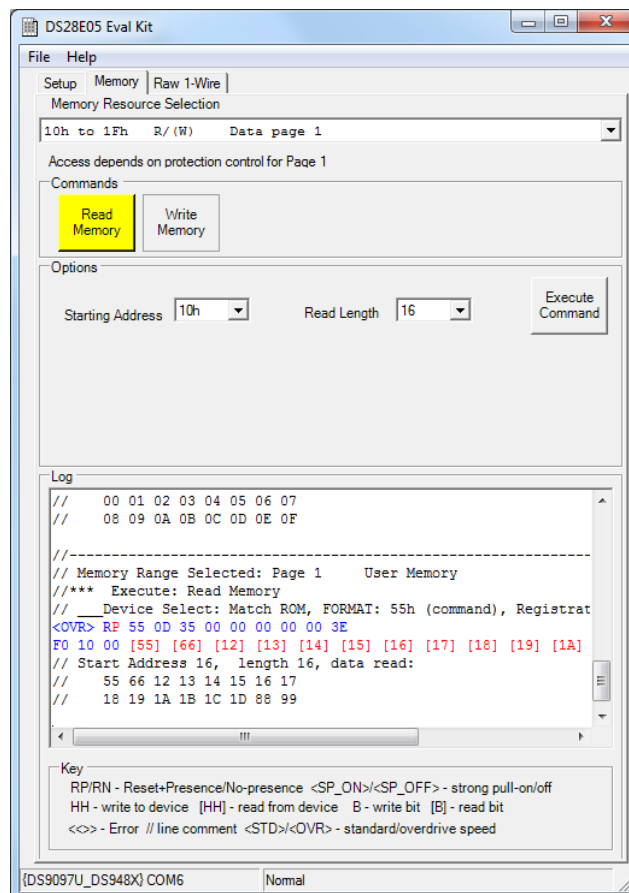 DS28E05 Eval Kit
File Help
Setup Memory Raw 1-Wire
Memory Resource Selection
10h to 1Fh R/(W) Data page 1
Access depends on protection control for Page 1
Commands
Read Memory
Write Memory
Options
Starting Address 10h Read Length 16 Execute Command
Log
// 00 01 02 03 04 05 06 07
// 08 09 0A 0B 0C 0D 0E 0F
//-----------------------------------------------------------------
// Memory Range Selected: Page 1 User Memory
//*** Execute: Read Memory
// ___Device Select: Match ROM, FORMAT: 55h (command), Registrat
<OVR> RP 55 0D 35 00 00 00 00 00 3E
F0 10 00 [55] [66] [12] [13] [14] [15] [16] [17] [18] [19] [1A]
// Start Address 16, length 16, data read:
// 55 66 12 13 14 15 16 17
// 18 19 1A 1B 1C 1D 88 99
Key
RP/RN - Reset+Presence/No-presence <SP_ON>/<SP_OFF> - strong pull-on/off
HH - write to device [HH] - read from device B - write bit [B] - read bit
<<>> - Error // line comment <STD>/<OVR> - standard/overdrive speed
{DS9097U_DS948X} COM6 Normal